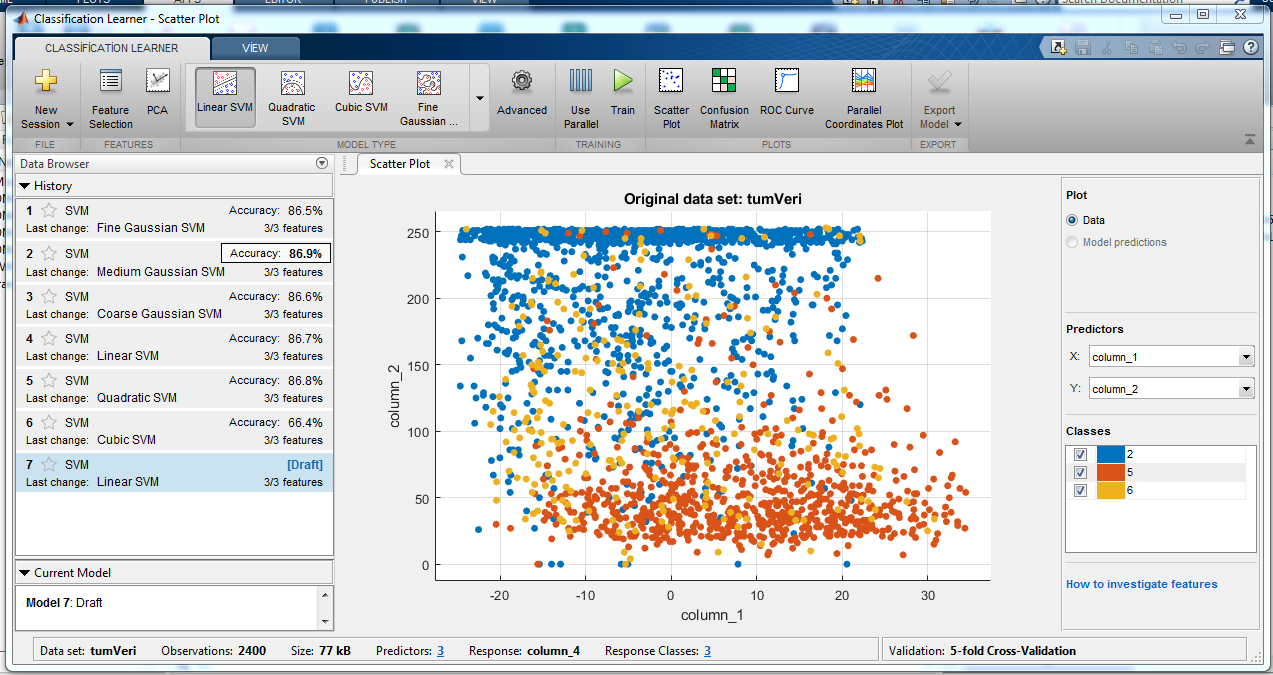 PLOTS APPS EDITOR PUBLISH VIEW Search Documentation
Classification Learner - Scatter Plot
CLASSIFICATION LEARNER VİEW
New Session
Feature Selection
PCA
Linear SVM
Quadratic SVM
Cubic SVM
Fine Gaussian ...
Advanced
Use Parallel
Train
Scatter Plot
Confusion Matrix
ROC Curve
Parallel Coordinates Plot
Export Model
FILE FEATURES MODEL TYPE TRAINING PLOTS EXPORT
Data Browser
Scatter Plot
History
1 SVM Accuracy: 86.5%
Last change: Fine Gaussian SVM 3/3 features
2 SVM Accuracy: 86.9%
Last change: Medium Gaussian SVM 3/3 features
3 SVM Accuracy: 86.6%
Last change: Coarse Gaussian SVM 3/3 features
4 SVM Accuracy: 86.7%
Last change: Linear SVM 3/3 features
5 SVM Accuracy: 86.8%
Last change: Quadratic SVM 3/3 features
6 SVM Accuracy: 66.4%
Last change: Cubic SVM 3/3 features
7 SVM [Draft]
Last change: Linear SVM 3/3 features
Current Model
Model 7: Draft
Original data set: tumVeri
250
200
150
100
50
0
column_2
-20 -10 0 10 20 30
column_1
Plot
Data
Model predictions
Predictors
X: column_1
Y: column_2
Classes
2
5
6
How to investigate features
Data set: tumVeri Observations: 2400 Size: 77 kB Predictors: 3 Response: column_4 Response Classes: 3 Validation: 5-fold Cross-Validation